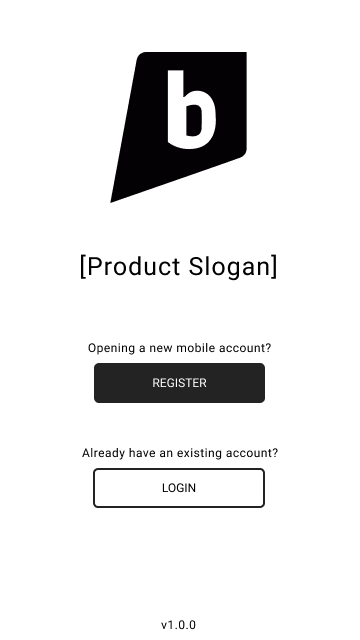 b
[Product Slogan]
Opening a new mobile account?
REGISTER
Already have an existing account?
LOGIN
v1.0.0